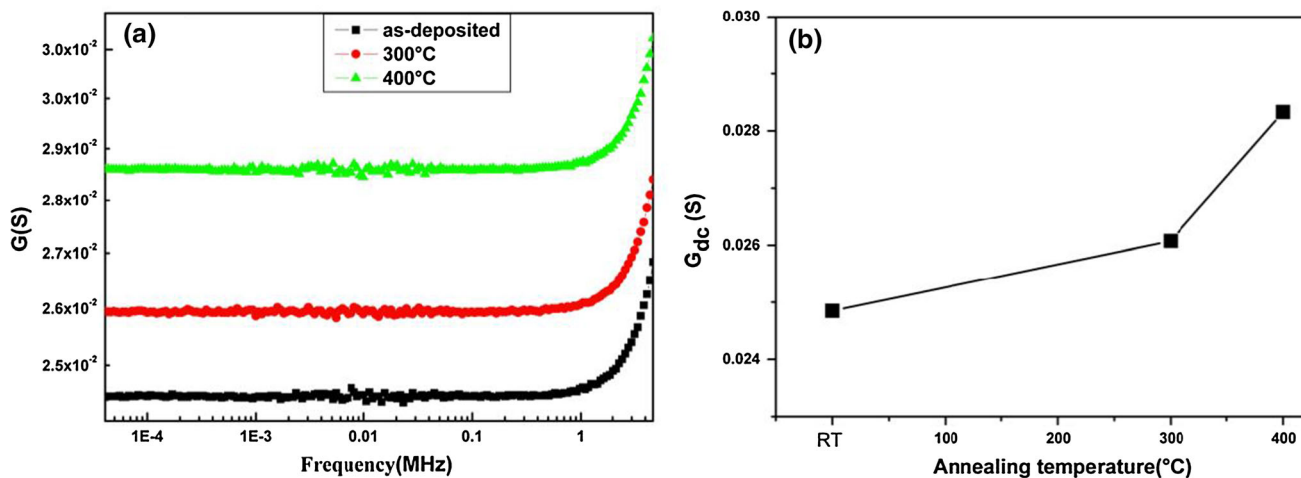 (a)
as-deposited
300°C
400°C
3.0x10⁻²
3.0x10⁻²
2.9x10⁻²
2.8x10⁻²
2.7x10⁻²
2.6x10⁻²
2.5x10⁻²
G(S)
1E-4
1E-3
0.01
0.1
1
Frequency(MHz)
(b)
0.030
0.028
0.026
0.024
Gdc (S)
RT
100
200
300
400
Annealing temperature(°C)